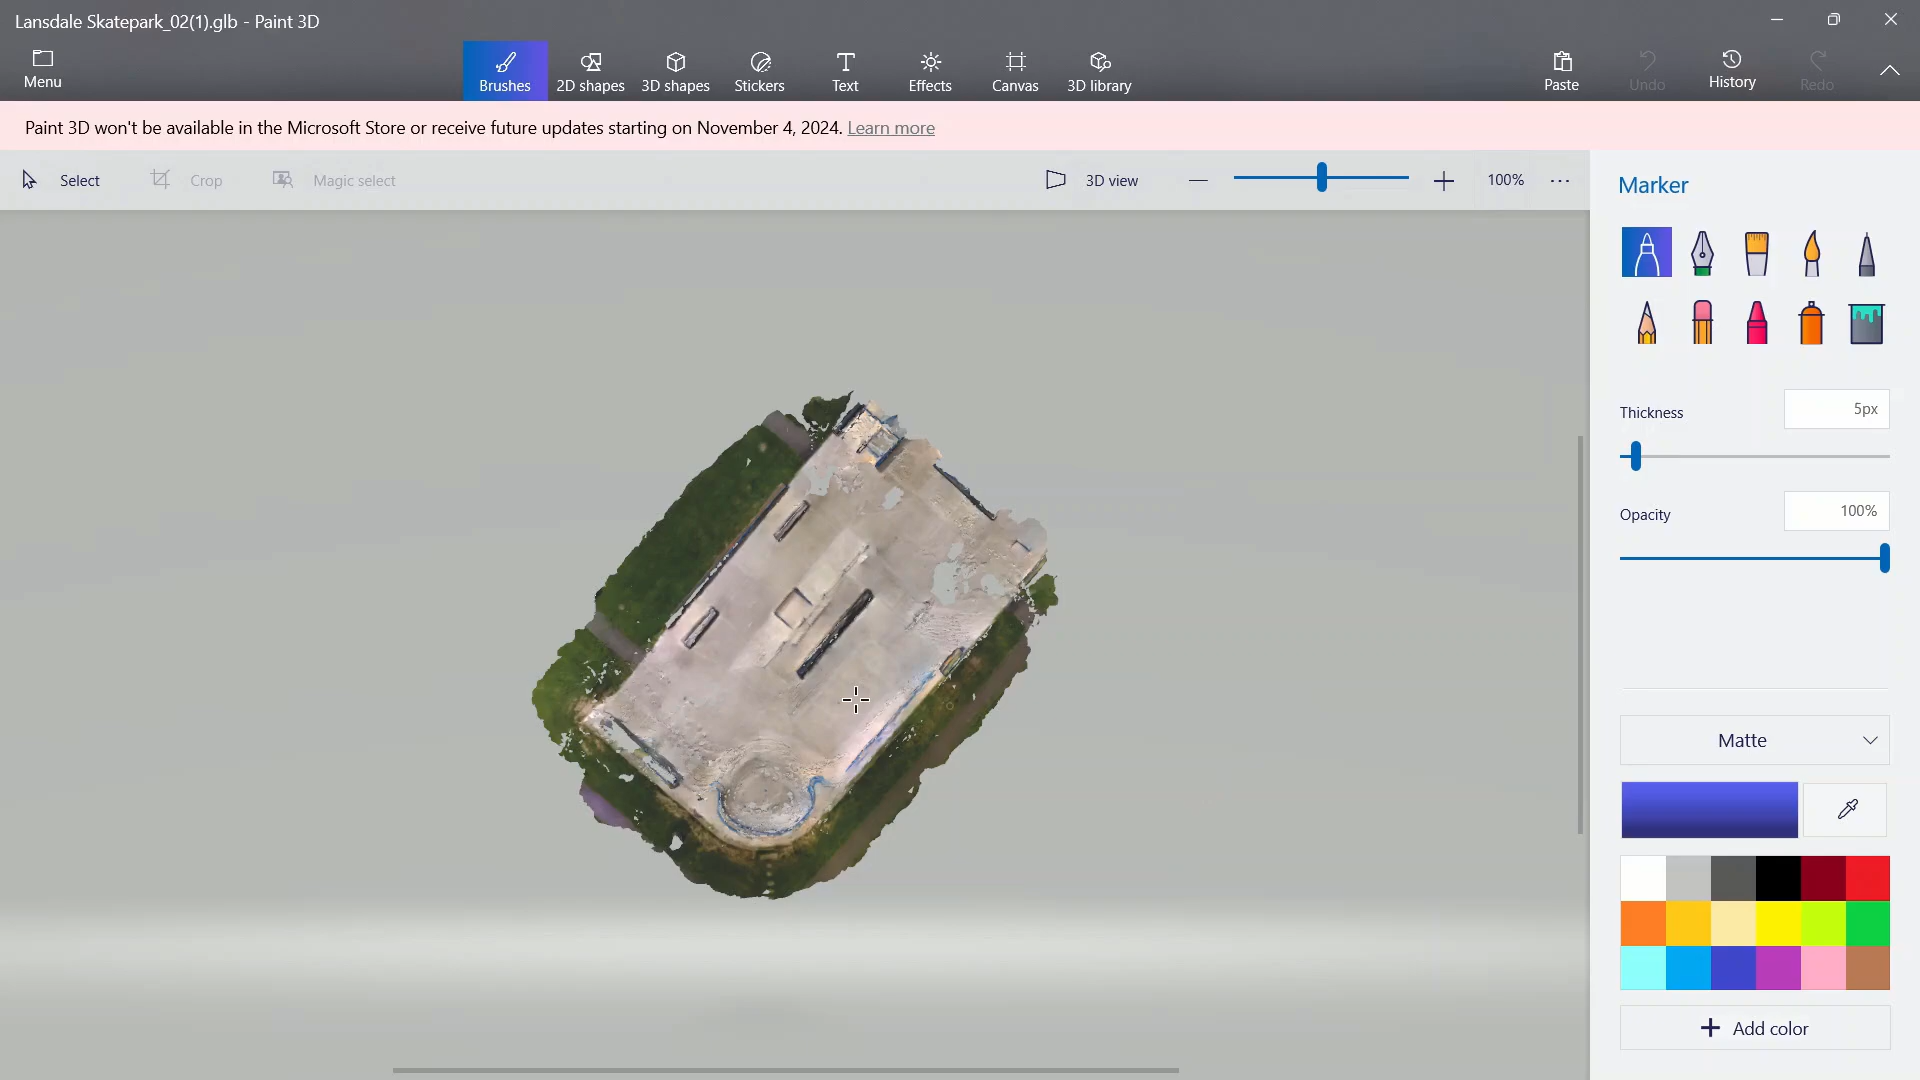 Lansdale Skatepark_02(1).glb - Paint 3D
Menu
Brushes
2D shapes
3D shapes
Stickers
Text
Effects
Canvas
3D library
Paste
Undo
History
Redo
Paint 3D won't be available in the Microsoft Store or receive future updates starting on November 4, 2024. Learn more
Select
Crop
Magic select
3D view
100%
Marker
Thickness
5px
Opacity
100%
Matte
Add color